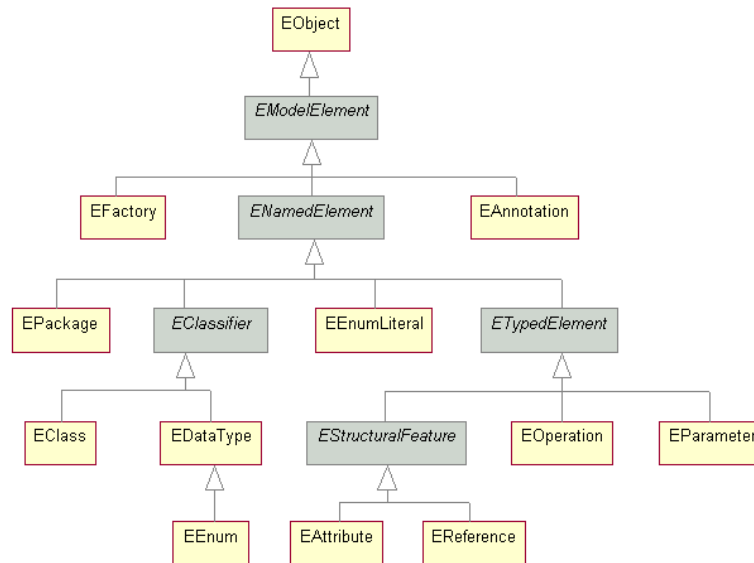 EObject
EModelElement
EFactory
ENamedElement
EAnnotation
EPackage
EClassifier
EEnumLiteral
ETypedElement
EClass
EDataType
EStructuralFeature
EOperation
EParameter
EEnum
EAttribute
EReference